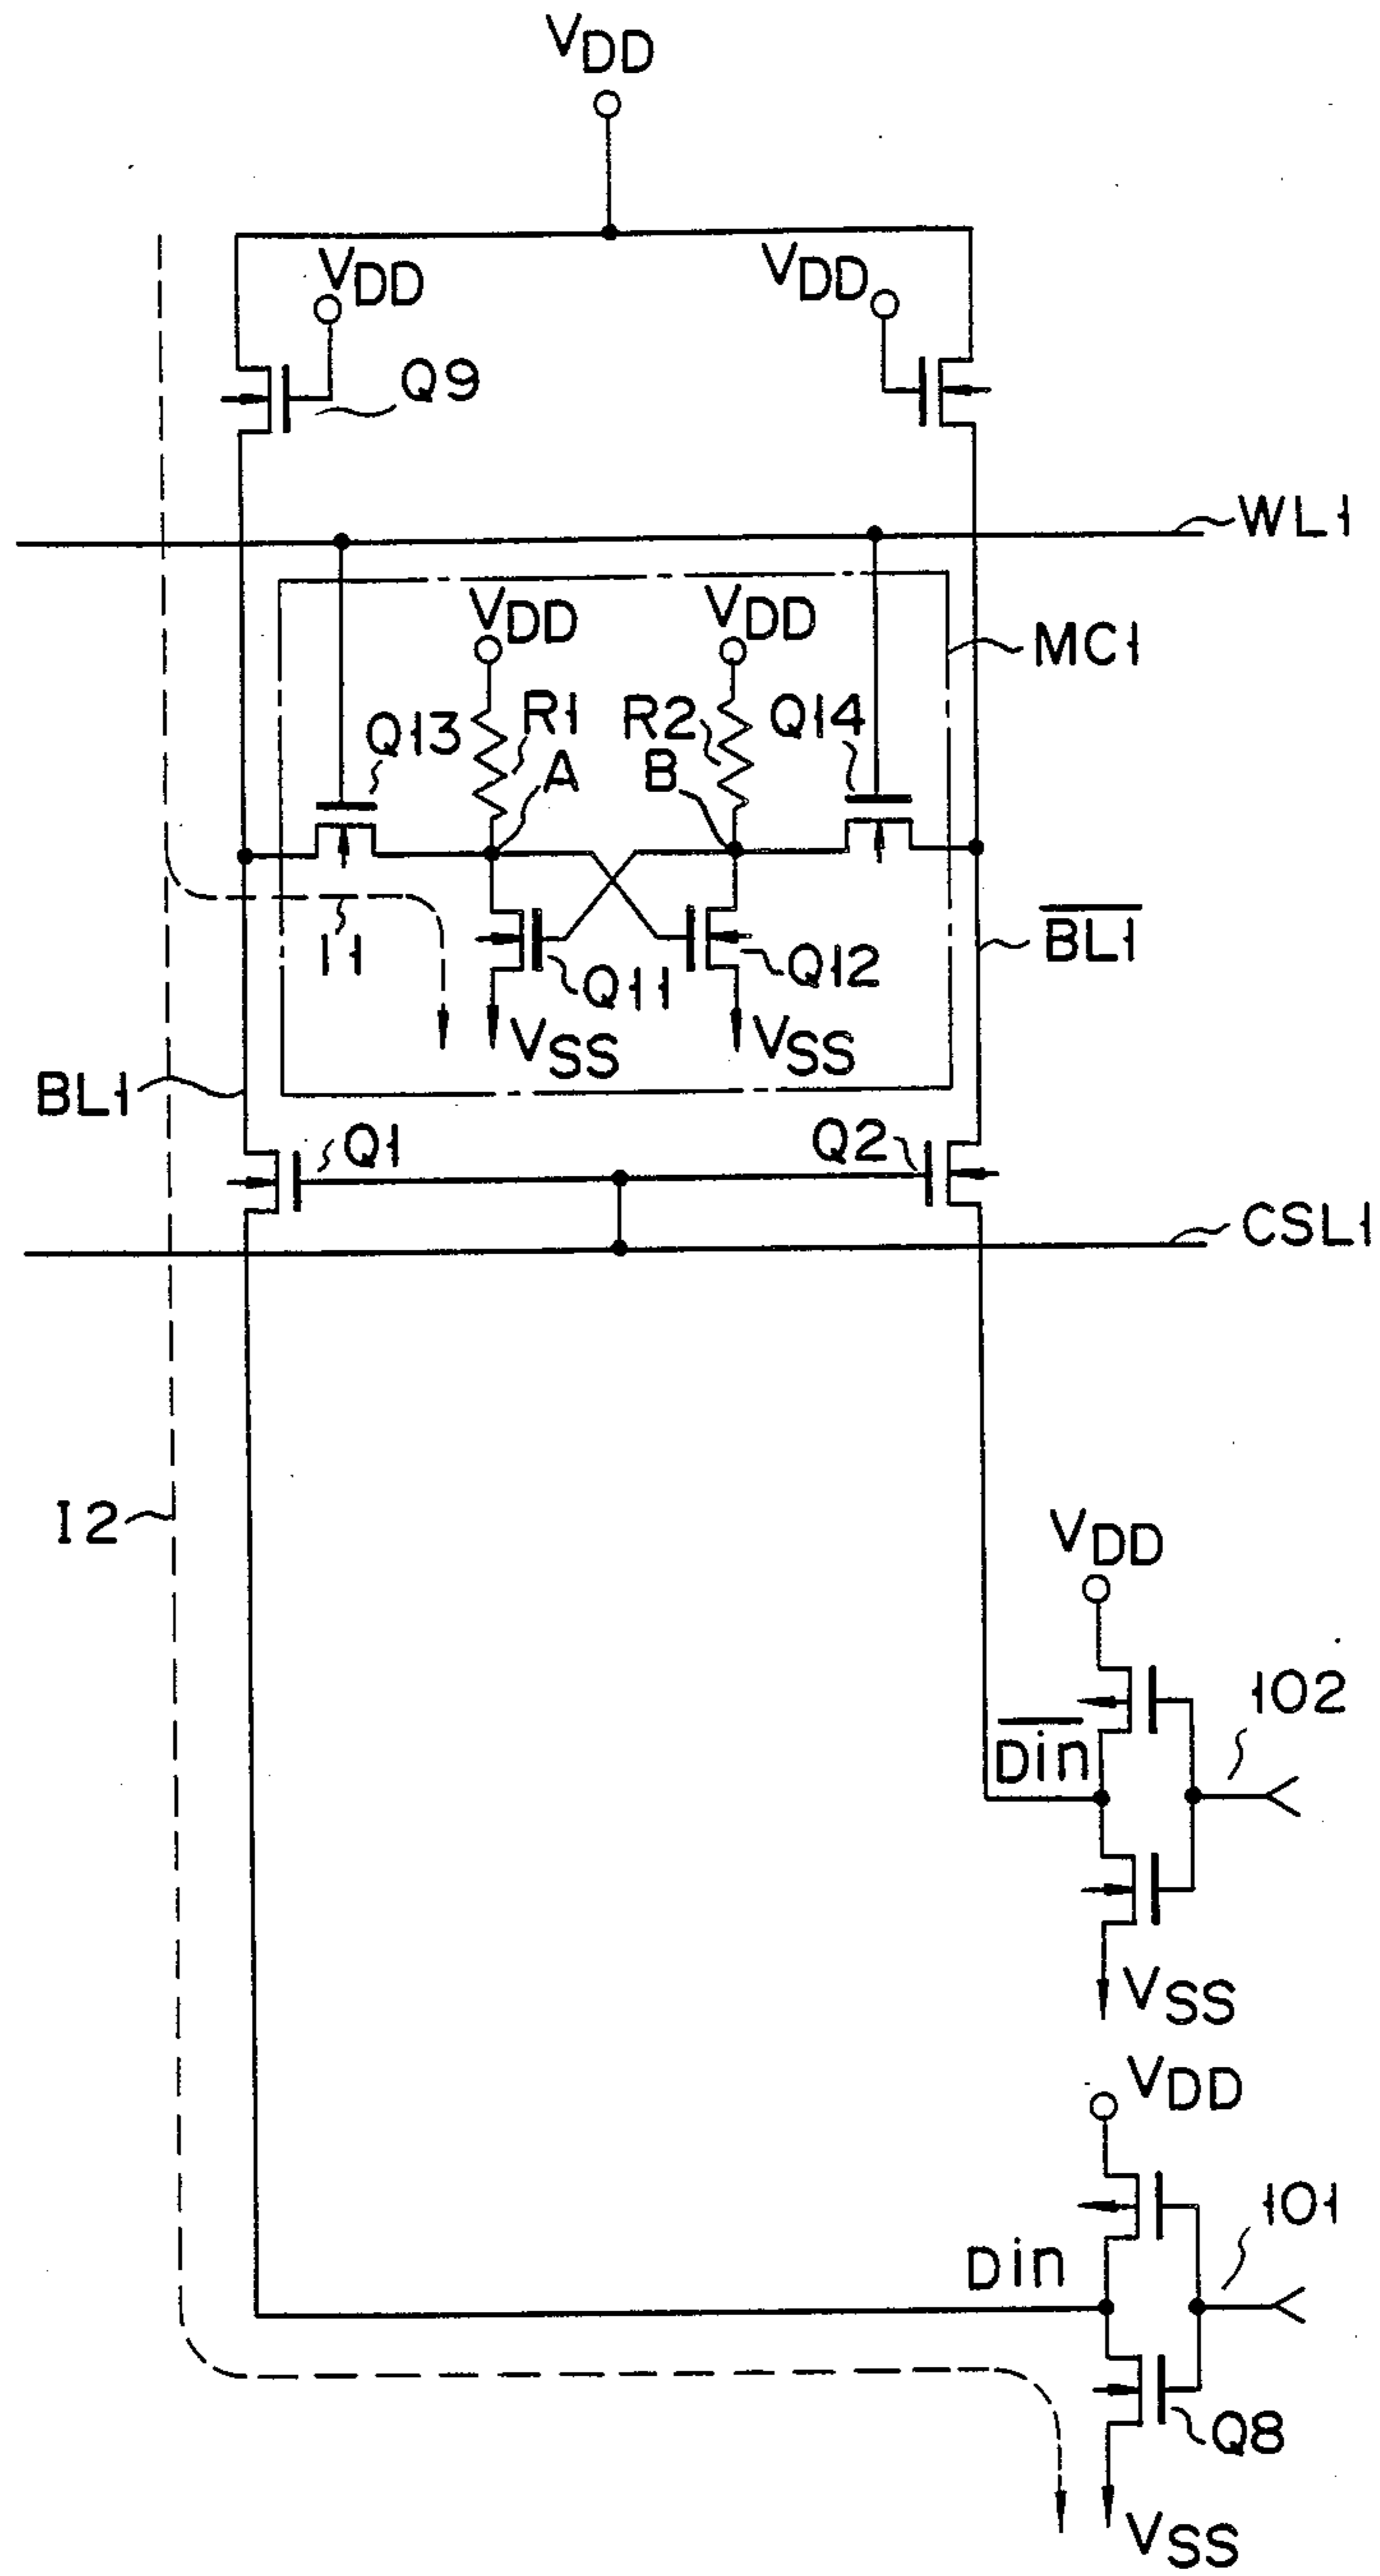 VDD
VDD
VDD
Q9
WL1
VDD
VDD
MC1
Q13
R1
R2
Q14
A
B
I1
Q11
Q12
BL1
VSS
VSS
BL1
Q1
Q2
CSL1
I2
VDD
102
Din
VSS
VDD
101
Din
Q8
VSS